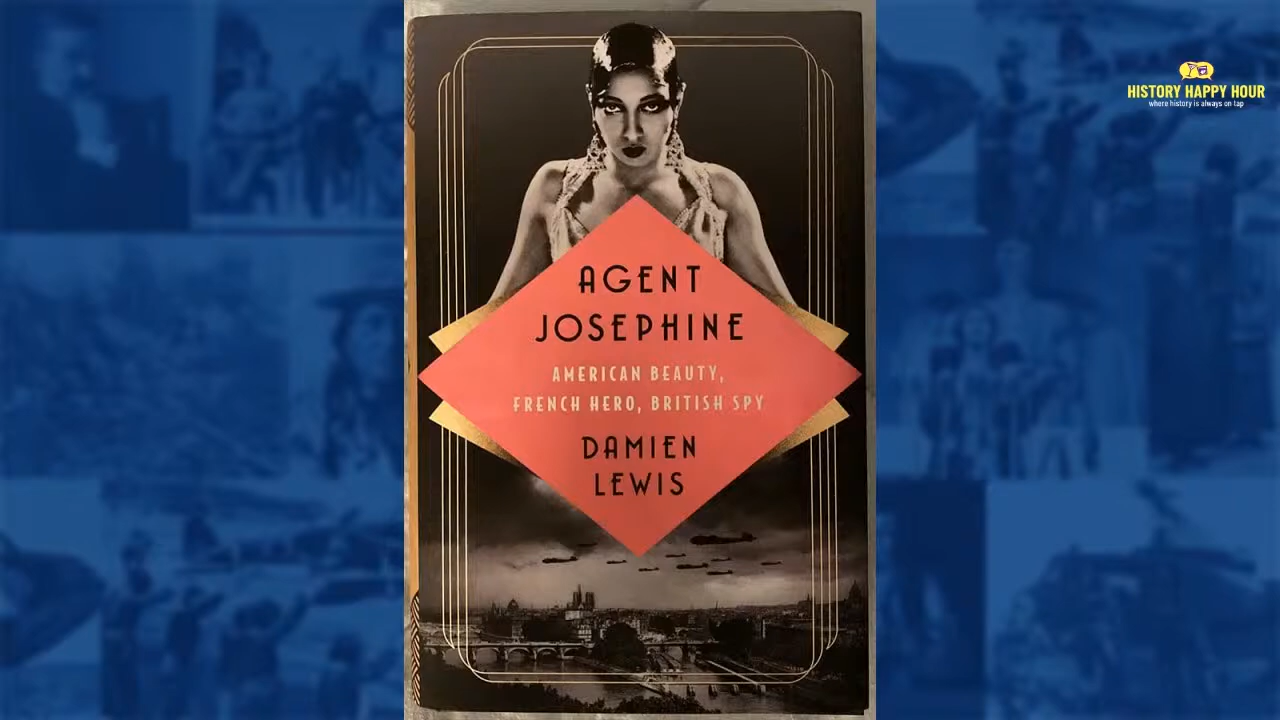 HISTORY HAPPY HOUR
where history is always on tap
AGENT
JOSEPHINE
AMERICAN BEAUTY,
FRENCH HERO, BRITISH SPY
DAMIEN
LEWIS